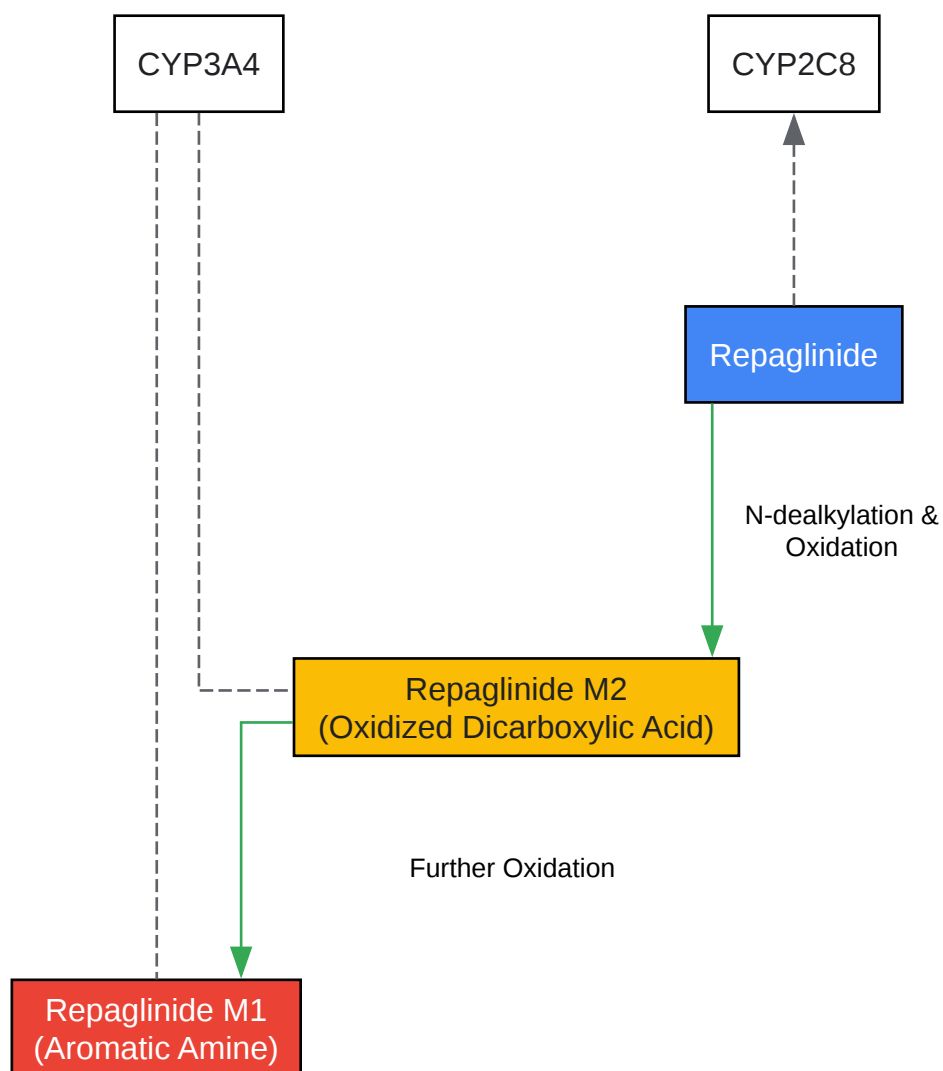 CYP3A4
CYP2C8
Repaglinide
N-dealkylation &
Oxidation
Repaglinide M2
(Oxidized Dicarboxylic Acid)
Further Oxidation
Repaglinide M1
(Aromatic Amine)